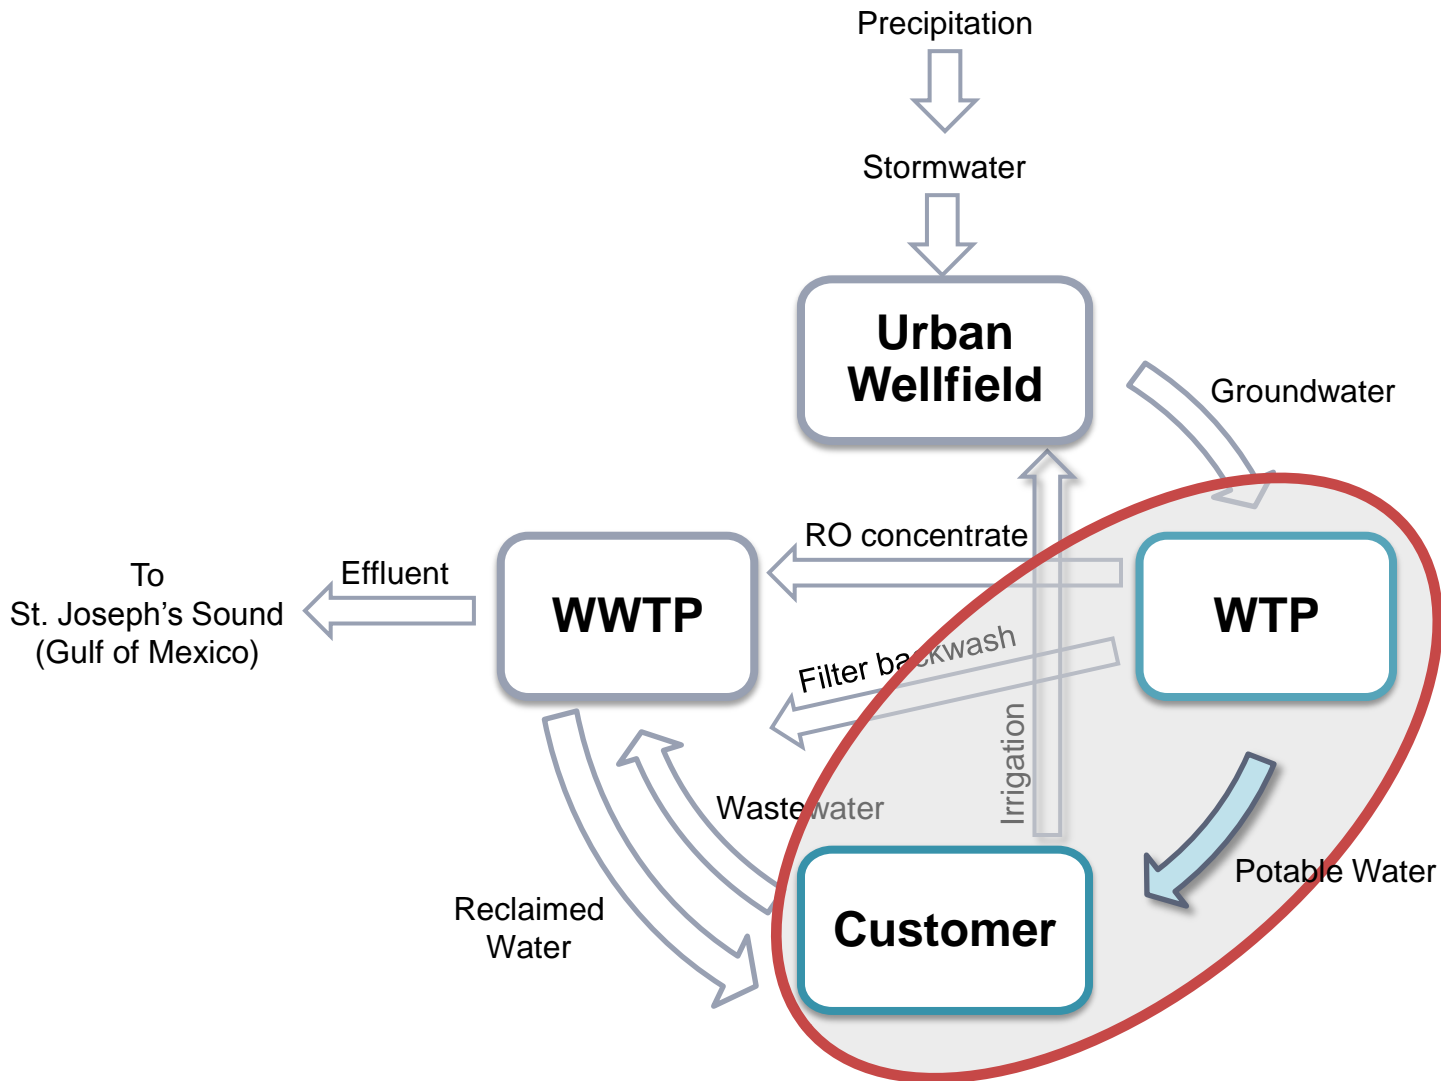 Precipitation
Stormwater
Urban
Wellfield
Groundwater
RO concentrate
To
St. Joseph’s Sound
(Gulf of Mexico)
Effluent
WWTP
WTP
Filter backwash
Irrigation
Wastewater
Potable Water
Reclaimed
Water
Customer